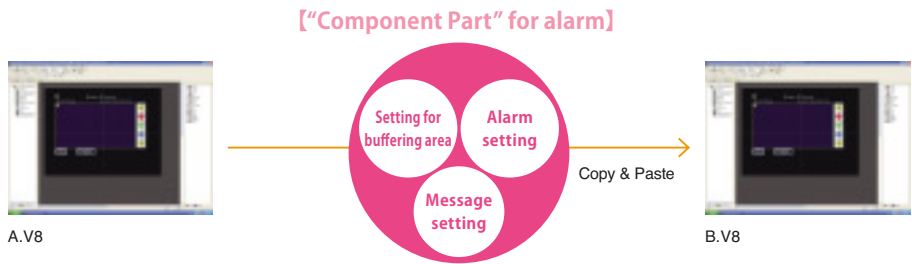 【“Component Part” for alarm】
Setting for
buffering area
Alarm
setting
Message
setting
Copy & Paste
A.V8
B.V8